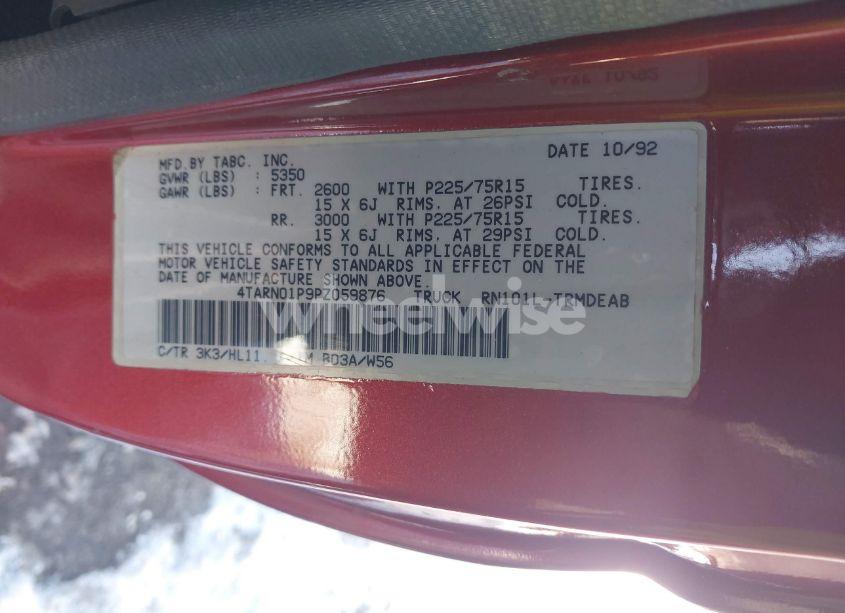 MFD.BY TABC. INC. DATE 10/92
GVWR (LBS) : 5350
GAWR (LBS) : FRT. 2600 WITH P225/75R15 TIRES.
15 X 6J RIMS. AT 26PSI COLD.
RR. 3000 WITH P225/75R15 TIRES.
15 X 6J RIMS. AT 29PSI COLD.
THIS VEHICLE CONFORMS TO ALL APPLICABLE FEDERAL
MOTOR VEHICLE SAFETY STANDARDS IN EFFECT ON THE
DATE OF MANUFACTURE SHOWN ABOVE.
4TARN01P9PZ059876 TRUCK RN101L-TRMDEAB
wheelwise
C/TR 3K3/HL11. B03A/W56